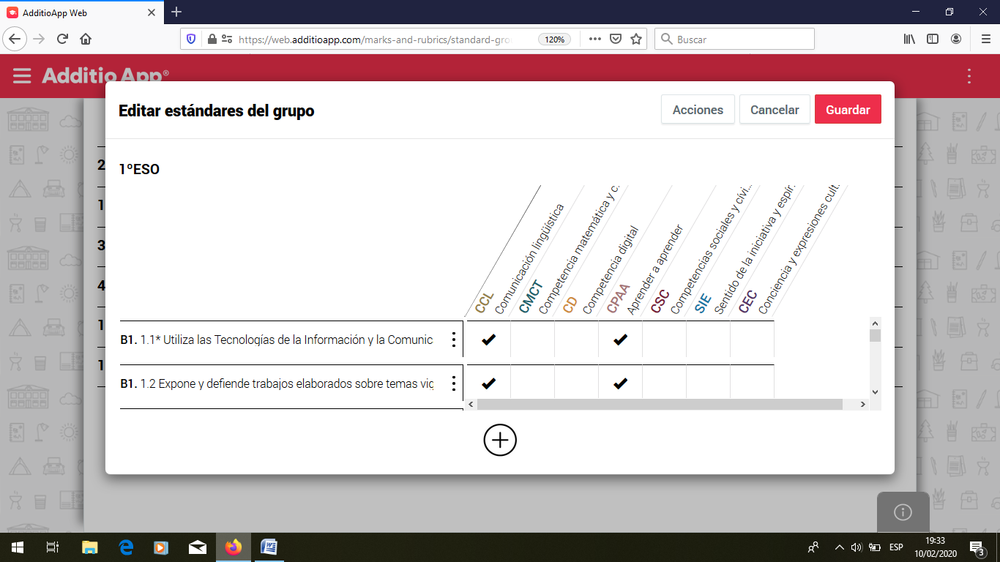 AdditioApp Web
https://web.additioapp.com/marks-and-rubrics/standard-gro
120%
Buscar
Additio App®
Editar estándares del grupo
Acciones
Cancelar
Guardar
1ºESO
CCL Comunicación lingüística
CMCT Competencia matemática y c...
CD Competencia digital
CPAA Aprender a aprender
CSC Competencias sociales y cívi...
SIE Sentido de la iniciativa y espír...
CEC Conciencia y expresiones cult...
B1. 1.1* Utiliza las Tecnologías de la Información y la Comunic
B1. 1.2 Expone y defiende trabajos elaborados sobre temas vig
2
1
3
4
1
1
ESP
19:33
10/02/2020
3